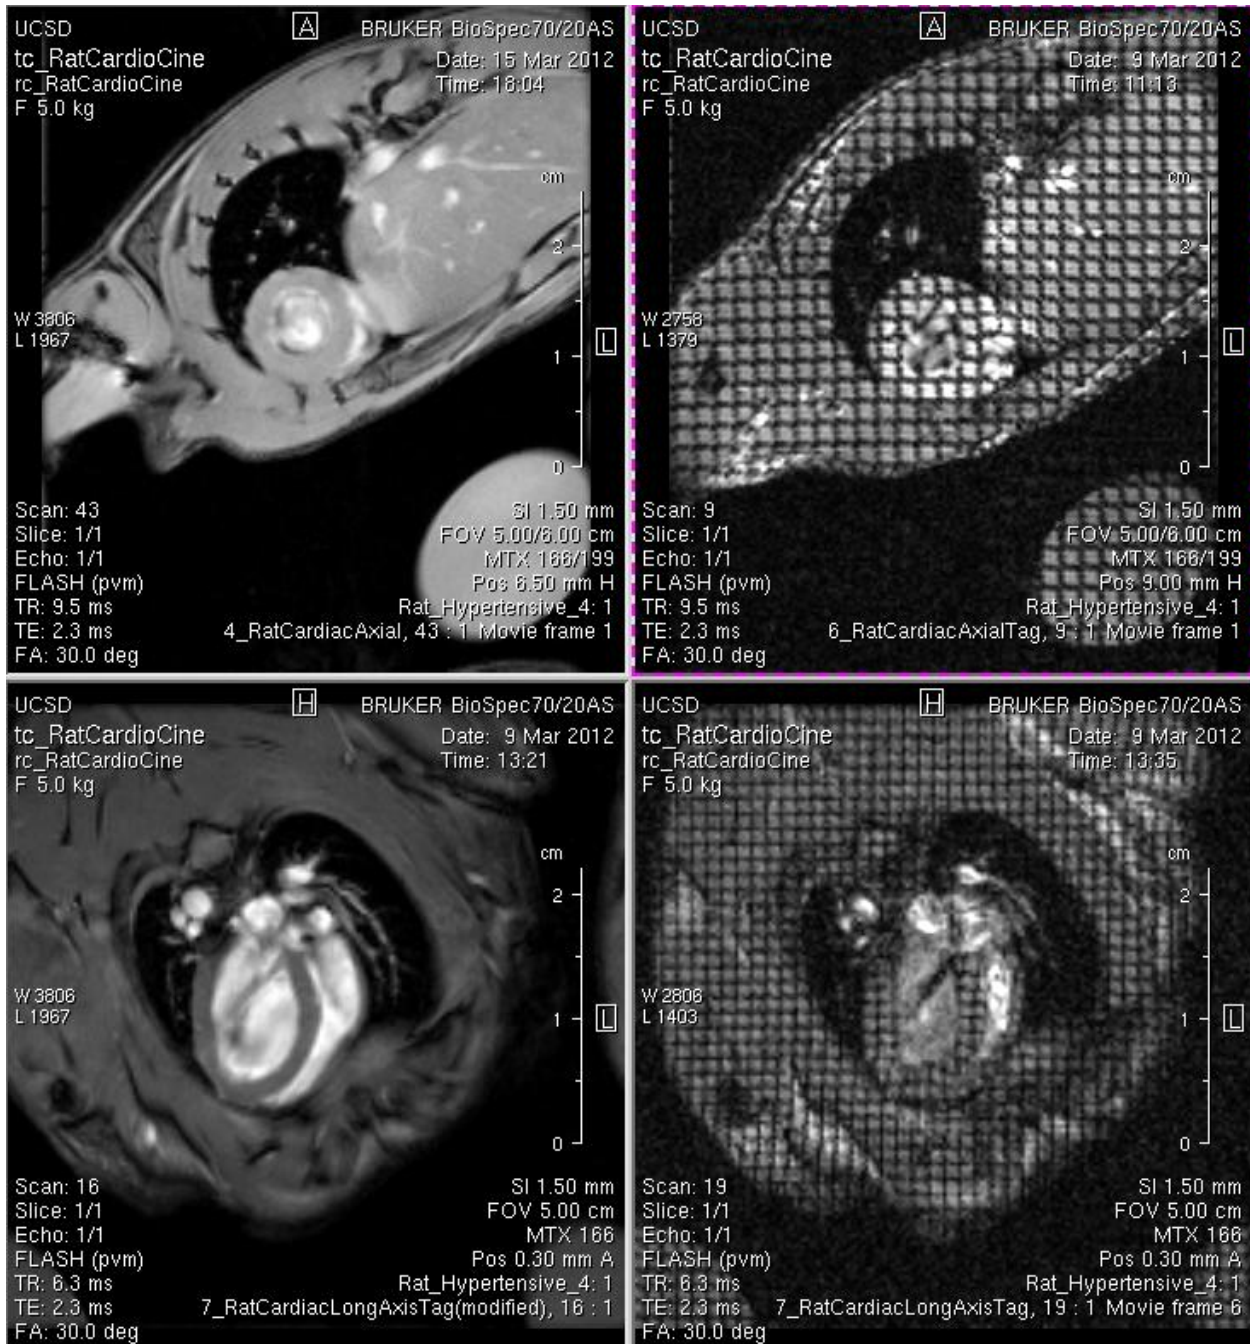 UCSD
A
BRUKER BioSpec70/20AS
tc_RatCardioCine
Date: 15 Mar 2012
rc_RatCardioCine
Time: 18:04
F 5.0 kg
cm
2
W 3806
L 1967
1
L
0
Scan: 43
SI 1.50 mm
Slice: 1/1
FOV 5.00/6.00 cm
Echo: 1/1
MTX 166/199
FLASH (pvm)
Pos 6.50 mm H
TR: 9.5 ms
Rat_Hypertensive_4: 1
TE: 2.3 ms
4_RatCardiacAxial, 43 : 1 Movie frame 1
FA: 30.0 deg
UCSD
A
BRUKER BioSpec70/20AS
tc_RatCardioCine
Date: 9 Mar 2012
rc_RatCardioCine
Time: 11:13
F 5.0 kg
cm
2
W 2758
L 1379
1
L
0
Scan: 9
SI 1.50 mm
Slice: 1/1
FOV 5.00/6.00 cm
Echo: 1/1
MTX 166/199
FLASH (pvm)
Pos 9.00 mm H
TR: 9.5 ms
Rat_Hypertensive_4: 1
TE: 2.3 ms
6_RatCardiacAxialTag, 9 : 1 Movie frame 1
FA: 30.0 deg
UCSD
H
BRUKER BioSpec70/20AS
tc_RatCardioCine
Date: 9 Mar 2012
rc_RatCardioCine
Time: 13:21
F 5.0 kg
cm
2
W 3806
L 1967
1
L
0
Scan: 16
SI 1.50 mm
Slice: 1/1
FOV 5.00 cm
Echo: 1/1
MTX 166
FLASH (pvm)
Pos 0.30 mm A
TR: 6.3 ms
Rat_Hypertensive_4: 1
TE: 2.3 ms
7_RatCardiacLongAxisTag(modified), 16 : 1
FA: 30.0 deg
UCSD
H
BRUKER BioSpec70/20AS
tc_RatCardioCine
Date: 9 Mar 2012
rc_RatCardioCine
Time: 13:35
F 5.0 kg
cm
2
W 2806
L 1403
1
L
0
Scan: 19
SI 1.50 mm
Slice: 1/1
FOV 5.00 cm
Echo: 1/1
MTX 166
FLASH (pvm)
Pos 0.30 mm A
TR: 6.3 ms
Rat_Hypertensive_4: 1
TE: 2.3 ms
7_RatCardiacLongAxisTag, 19 : 1 Movie frame 6
FA: 30.0 deg